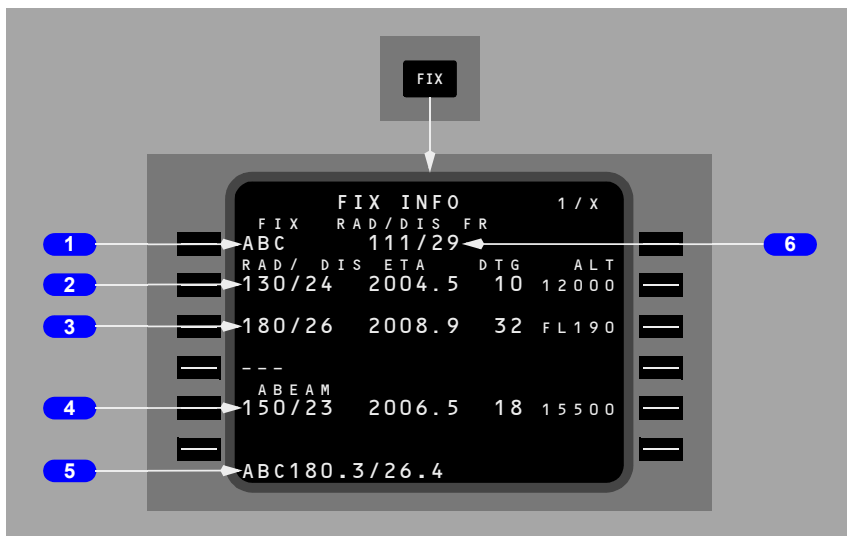 FIX
FIX INFO 1/X
FIX RAD/DIS FR
1 ABC 111/29 6
RAD/ DIS ETA DTG ALT
2 130/24 2004.5 10 12000
3 180/26 2008.9 32 FL190
---
ABEAM
4 150/23 2006.5 18 15500
5 ABC180.3/26.4